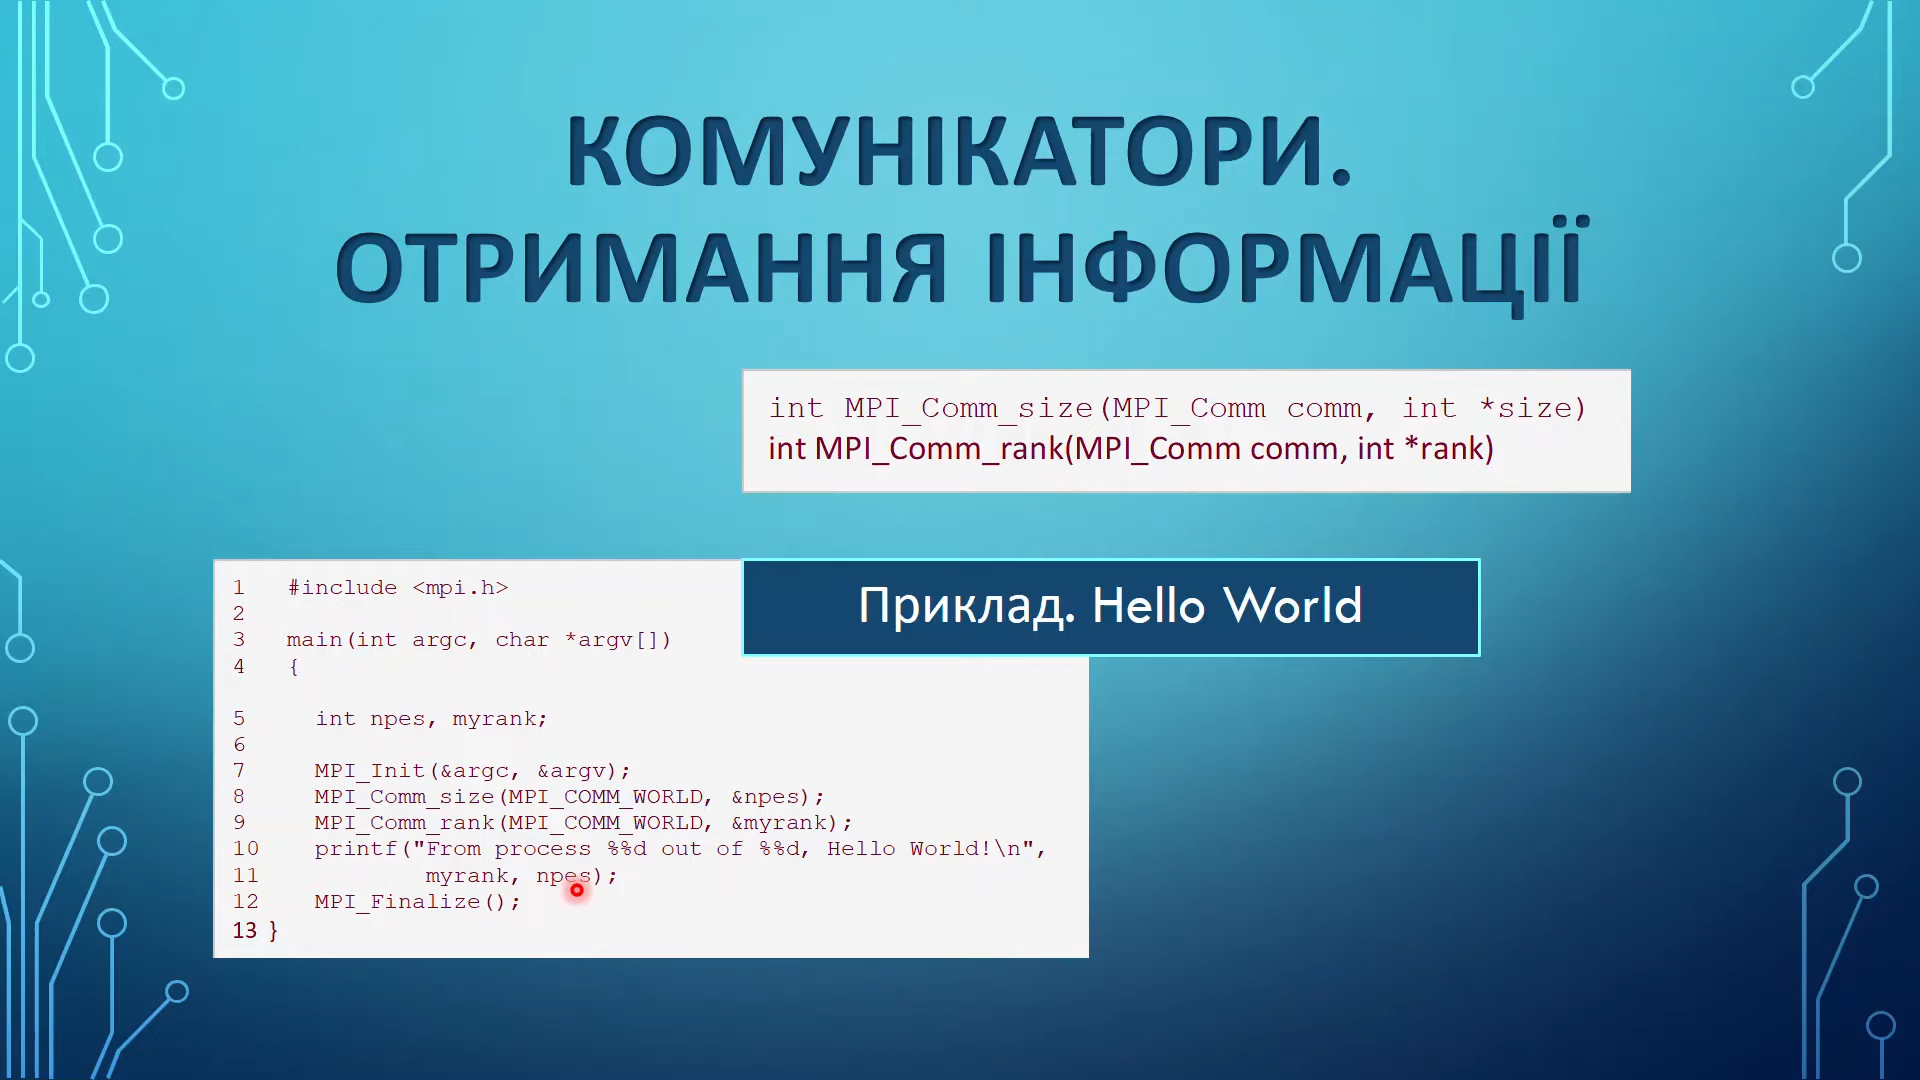 КОМУНІКАТОРИ.
ОТРИМАННЯ ІНФОРМАЦІЇ
int MPI_Comm_size(MPI_Comm comm, int *size)
int MPI_Comm_rank(MPI_Comm comm, int *rank)
Приклад. Hello World
1 #include <mpi.h>
2
3 main(int argc, char *argv[])
4 {
5 int npes, myrank;
6
7 MPI_Init(&argc, &argv);
8 MPI_Comm_size(MPI_COMM_WORLD, &npes);
9 MPI_Comm_rank(MPI_COMM_WORLD, &myrank);
10 printf("From process %%d out of %%d, Hello World!\n",
11 myrank, npes);
12 MPI_Finalize();
13 }